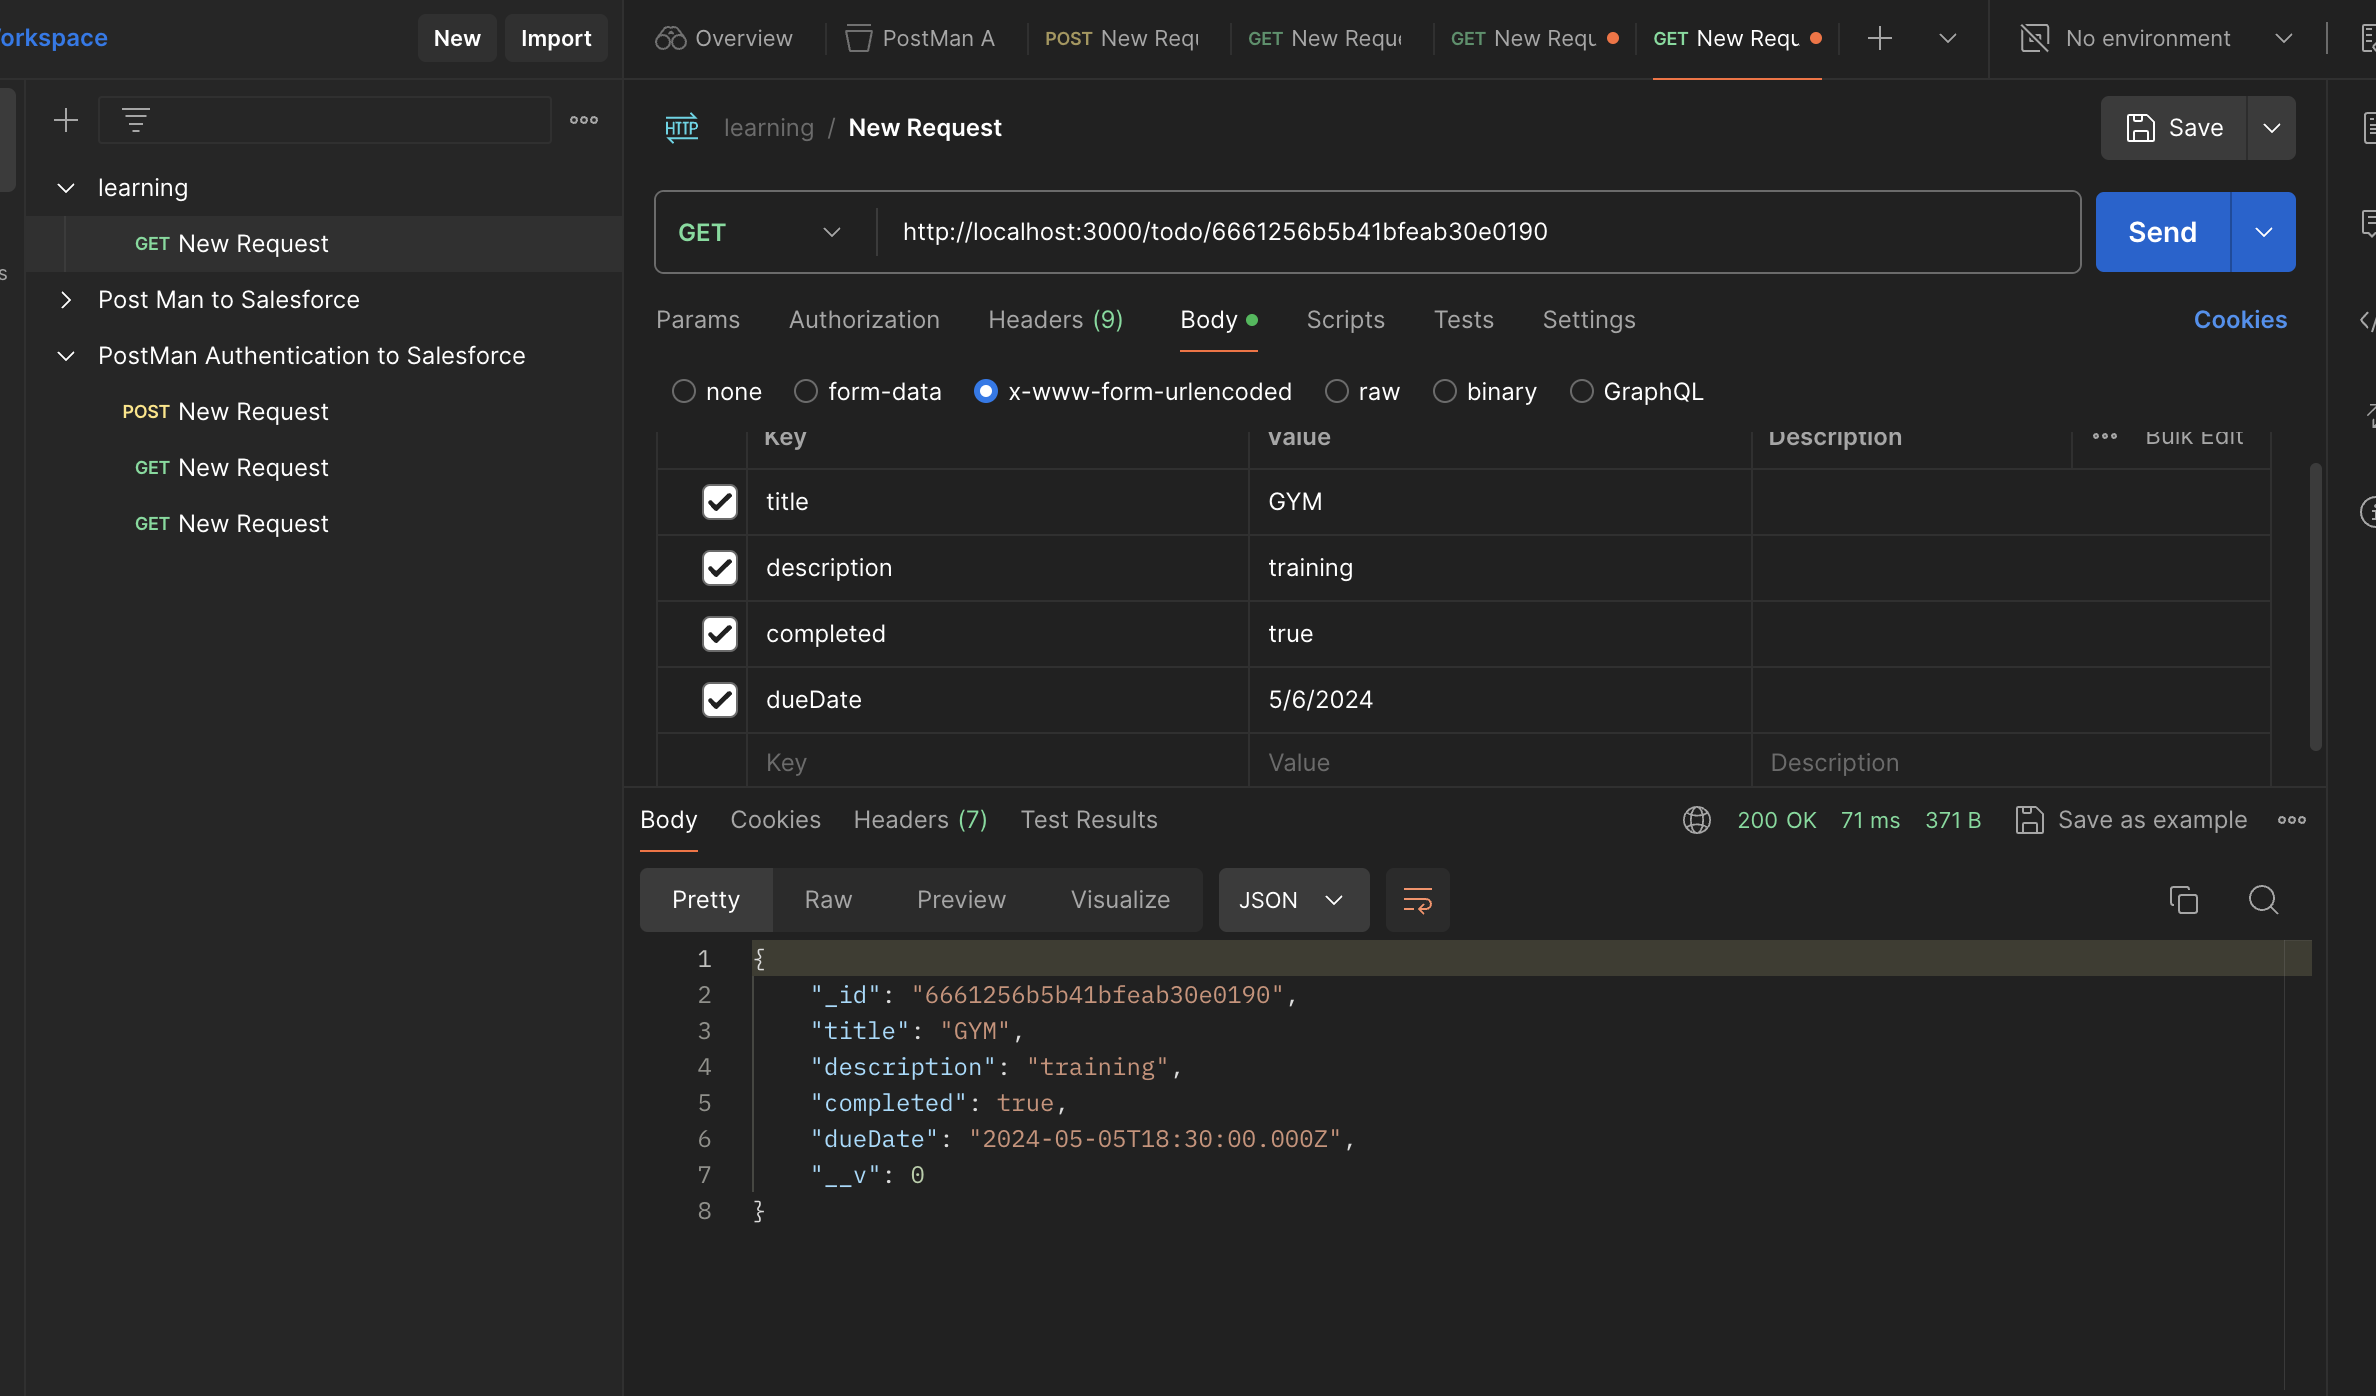 orkspace
New
Import
Overview
PostMan A
POST New Requ
GET New Reque
GET New Requ
GET New Requ
No environment
learning
GET New Request
Post Man to Salesforce
PostMan Authentication to Salesforce
POST New Request
GET New Request
GET New Request
s
HTTP learning / New Request
Save
GET http://localhost:3000/todo/6661256b5b41bfeab30e0190
Send
Params Authorization Headers (9) Body Scripts Tests Settings
Cookies
none form-data x-www-form-urlencoded raw binary GraphQL
Key Value Description Bulk Edit
title GYM
description training
completed true
dueDate 5/6/2024
Key Value Description
Body Cookies Headers (7) Test Results
200 OK 71 ms 371 B Save as example
Pretty Raw Preview Visualize JSON
1 {
2 "_id": "6661256b5b41bfeab30e0190",
3 "title": "GYM",
4 "description": "training",
5 "completed": true,
6 "dueDate": "2024-05-05T18:30:00.000Z",
7 "__v": 0
8 }